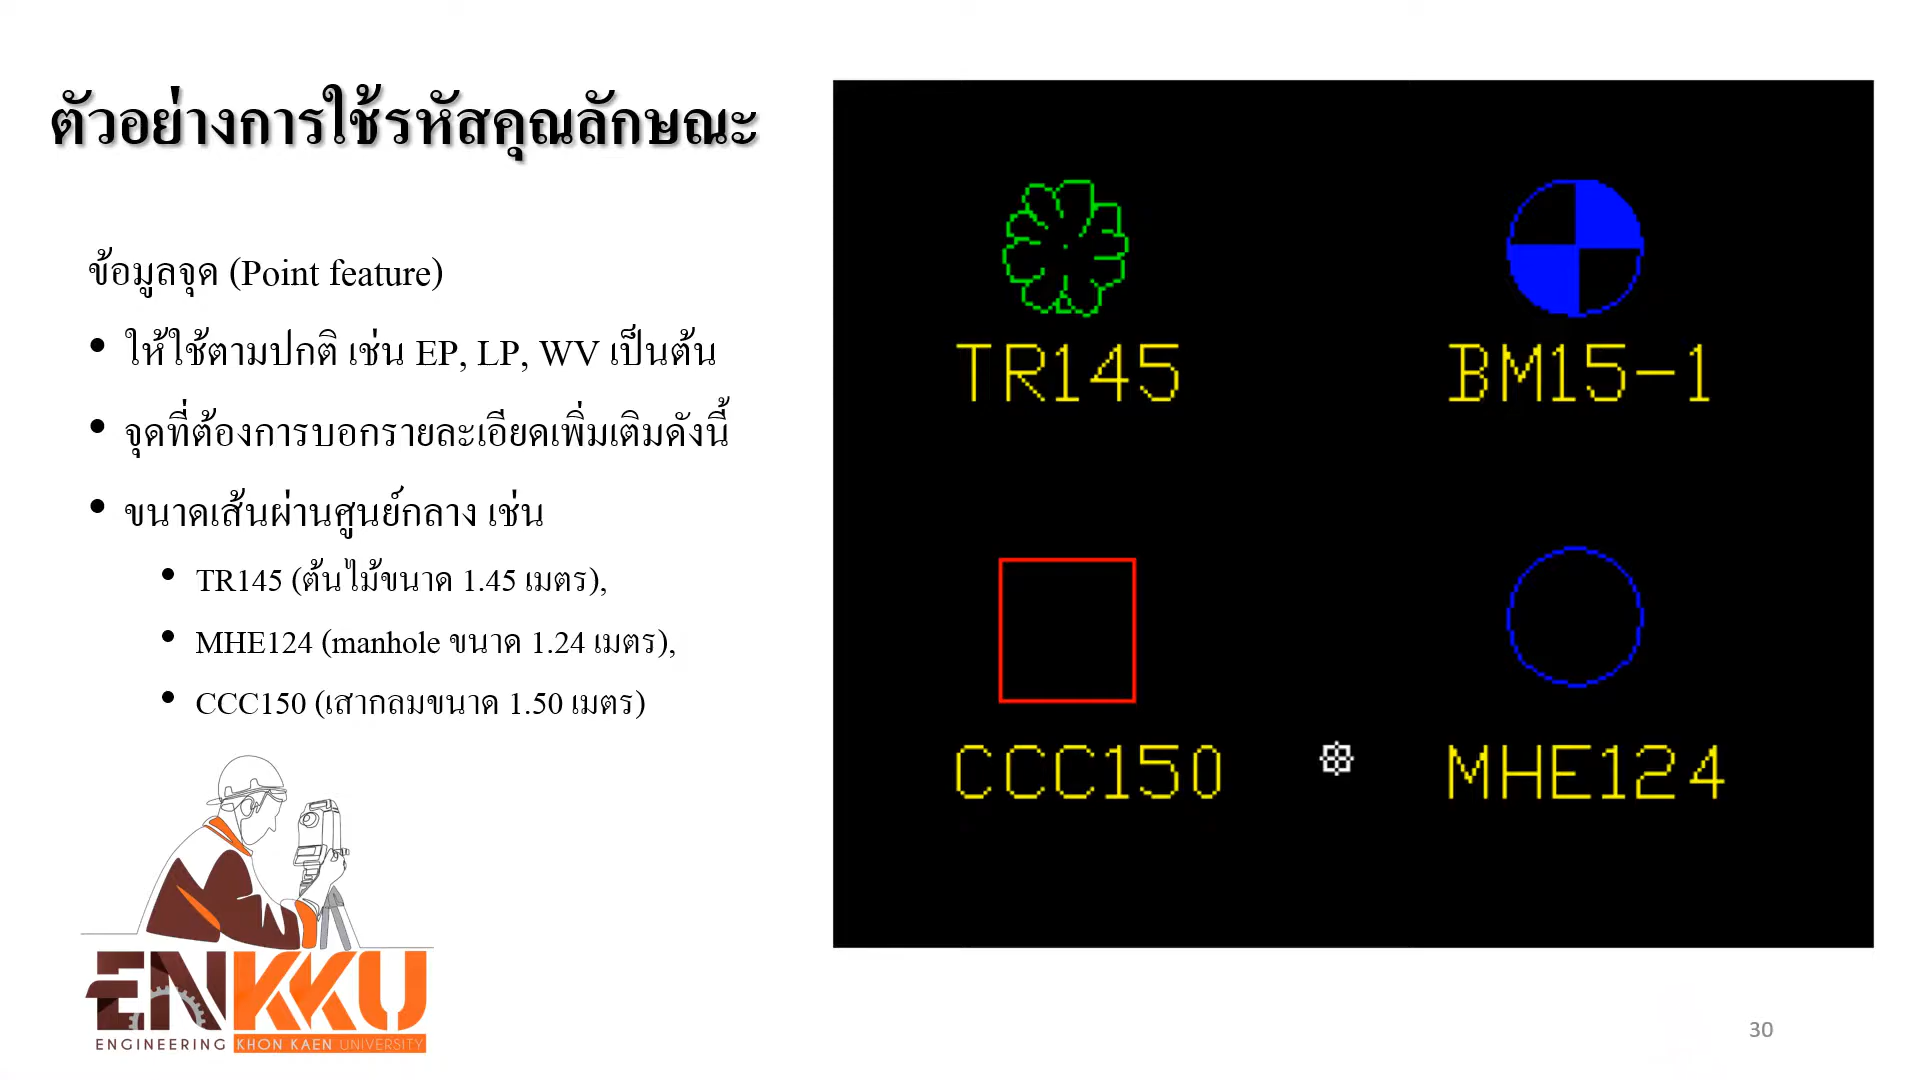 ตัวอย่างการใช้รหัสคุณลักษณะ
ข้อมูลจุด (Point feature)
• ให้ใช้ตามปกติ เช่น EP, LP, WV เป็นต้น
• จุดที่ต้องการบอกรายละเอียดเพิ่มเติมดังนี้
• ขนาดเส้นผ่านศูนย์กลาง เช่น
• TR145 (ต้นไม้ขนาด 1.45 เมตร),
• MHE124 (manhole ขนาด 1.24 เมตร),
• CCC150 (เสากลมขนาด 1.50 เมตร)
TR145
BM15-1
CCC150
MHE124
ENKKU
ENGINEERING KHON KAEN UNIVERSITY
30